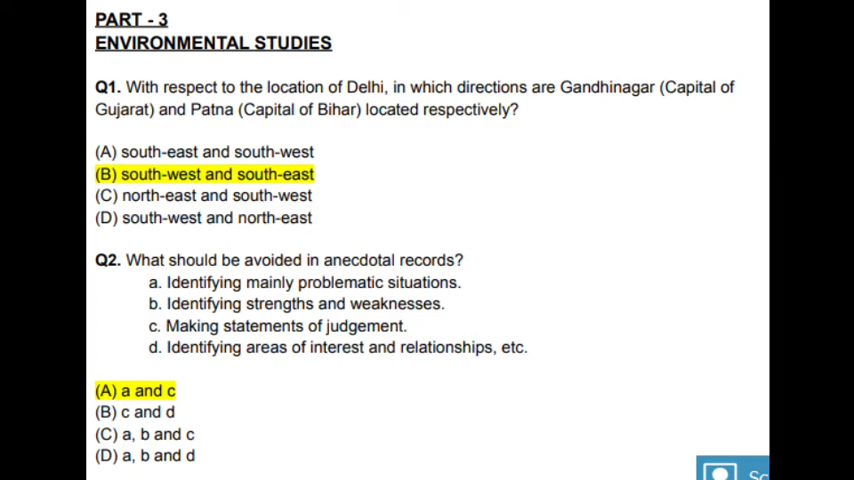 PART - 3
ENVIRONMENTAL STUDIES
Q1. With respect to the location of Delhi, in which directions are Gandhinagar (Capital of
Gujarat) and Patna (Capital of Bihar) located respectively?
(A) south-east and south-west
(B) south-west and south-east
(C) north-east and south-west
(D) south-west and north-east
Q2. What should be avoided in anecdotal records?
a. Identifying mainly problematic situations.
b. Identifying strengths and weaknesses.
c. Making statements of judgement.
d. Identifying areas of interest and relationships, etc.
(A) a and c
(B) c and d
(C) a, b and c
(D) a, b and d